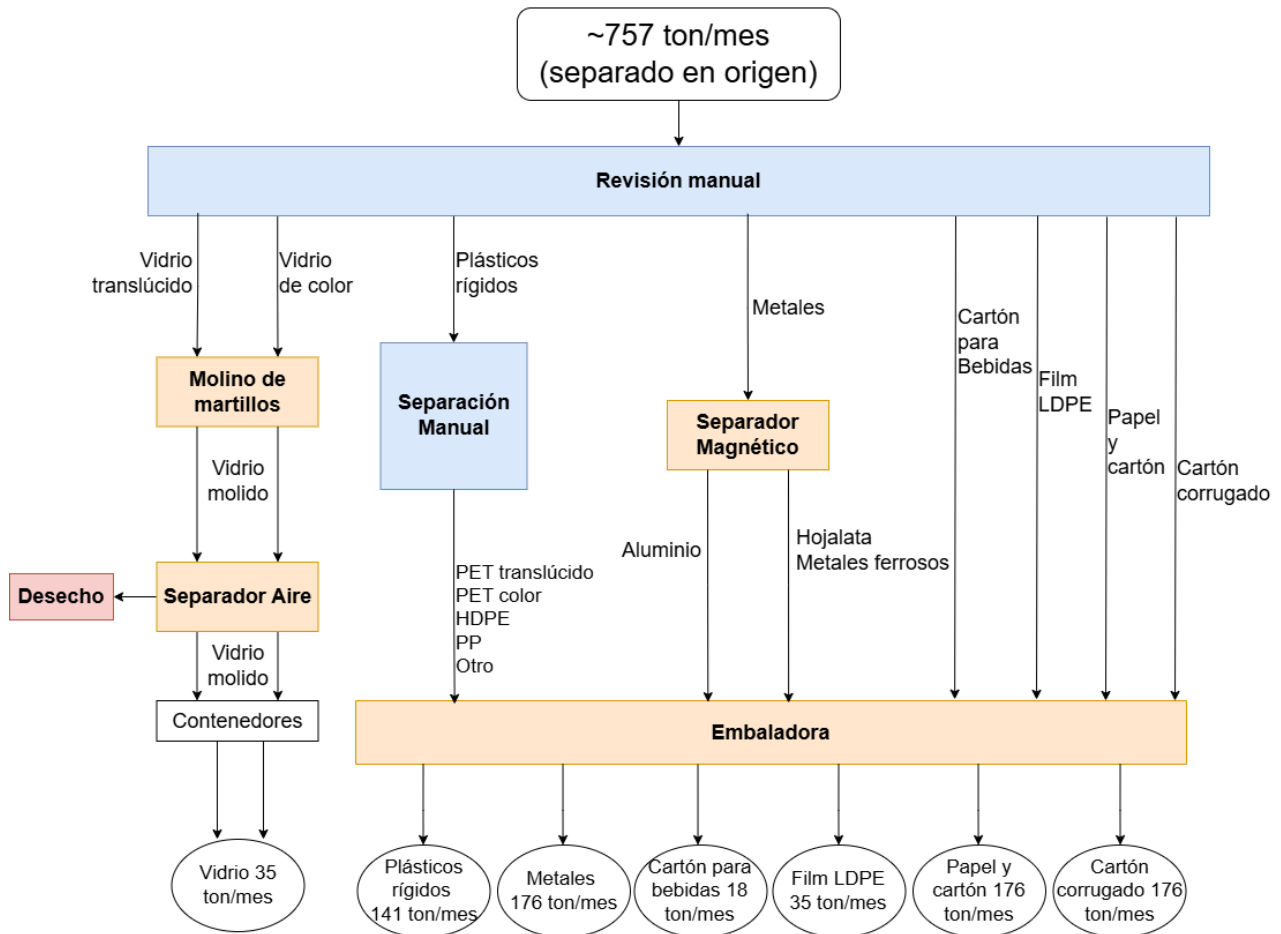 ~757 ton/mes
(separado en origen)
Revisión manual
Vidrio
translúcido
Vidrio
de color
Plásticos
rígidos
Metales
Cartón
para
Bebidas
Film
LDPE
Papel
y
cartón
Cartón
corrugado
Molino de
martillos
Separación
Manual
Separador
Magnético
Vidrio
molido
Aluminio
Hojalata
Metales ferrosos
Desecho
Separador Aire
PET translúcido
PET color
HDPE
PP
Otro
Vidrio
molido
Contenedores
Embaladora
Vidrio 35
ton/mes
Plásticos
rígidos
141 ton/mes
Metales
176 ton/mes
Cartón para
bebidas 18
ton/mes
Film LDPE
35 ton/mes
Papel y
cartón 176
ton/mes
Cartón
corrugado 176
ton/mes